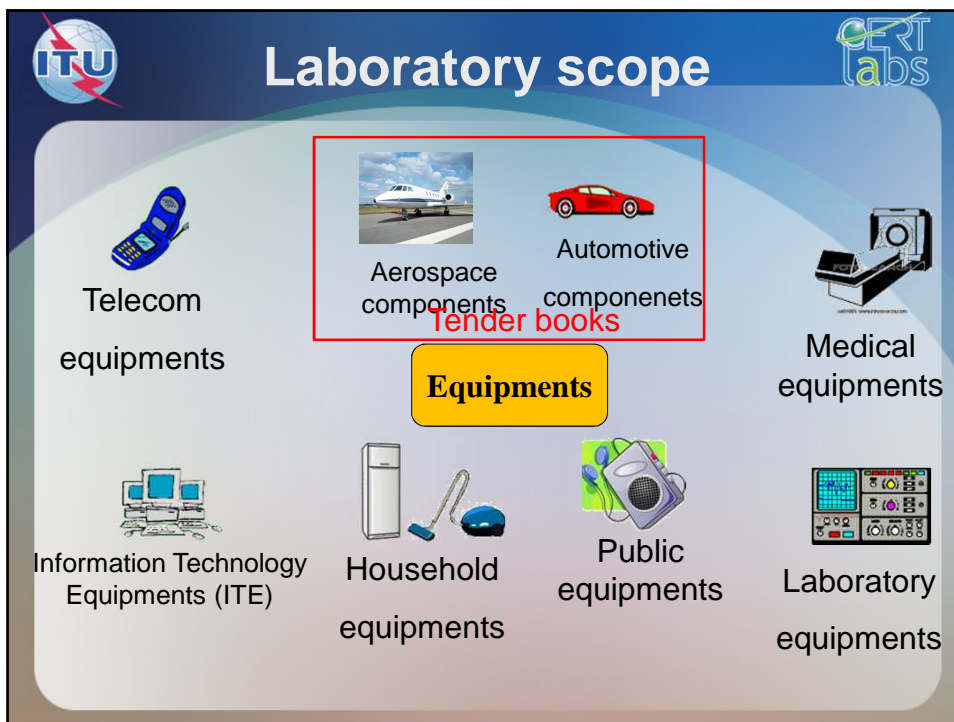 ITU
CERT
Labs
Laboratory scope
Telecom
equipments
Aerospace
components
Automotive
componenets
Tender books
Medical
equipments
Equipments
Information Technology
Equipments (ITE)
Household
equipments
Public
equipments
Laboratory
equipments